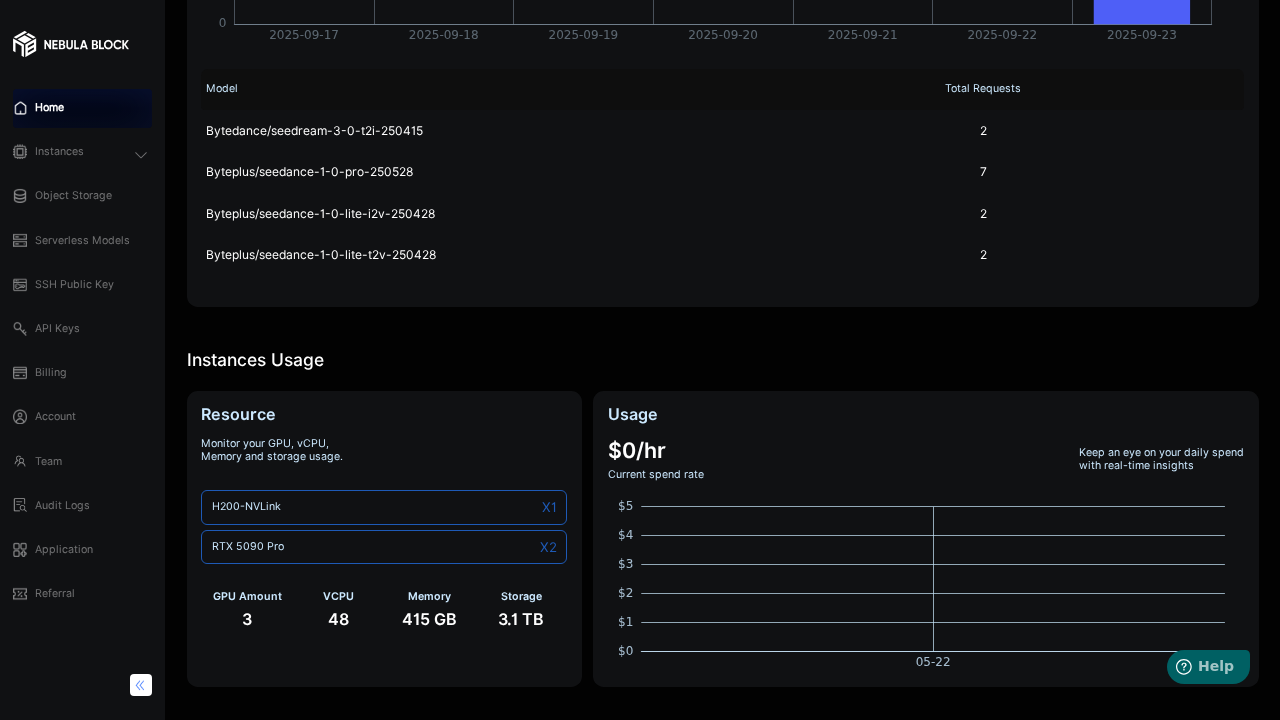 NEBULA BLOCK
Home
Instances
Object Storage
Serverless Models
SSH Public Key
API Keys
Billing
Account
Team
Audit Logs
Application
Referral
0
2025-09-17 2025-09-18 2025-09-19 2025-09-20 2025-09-21 2025-09-22 2025-09-23
Model Total Requests
Bytedance/seedream-3-0-t2i-250415 2
Byteplus/seedance-1-0-pro-250528 7
Byteplus/seedance-1-0-lite-i2v-250428 2
Byteplus/seedance-1-0-lite-t2v-250428 2
Instances Usage
Resource
Monitor your GPU, vCPU,
Memory and storage usage.
H200-NVLink X1
RTX 5090 Pro X2
GPU Amount VCPU Memory Storage
3 48 415 GB 3.1 TB
Usage
$0/hr
Current spend rate
Keep an eye on your daily spend
with real-time insights
$5
$4
$3
$2
$1
$0
05-22
Help